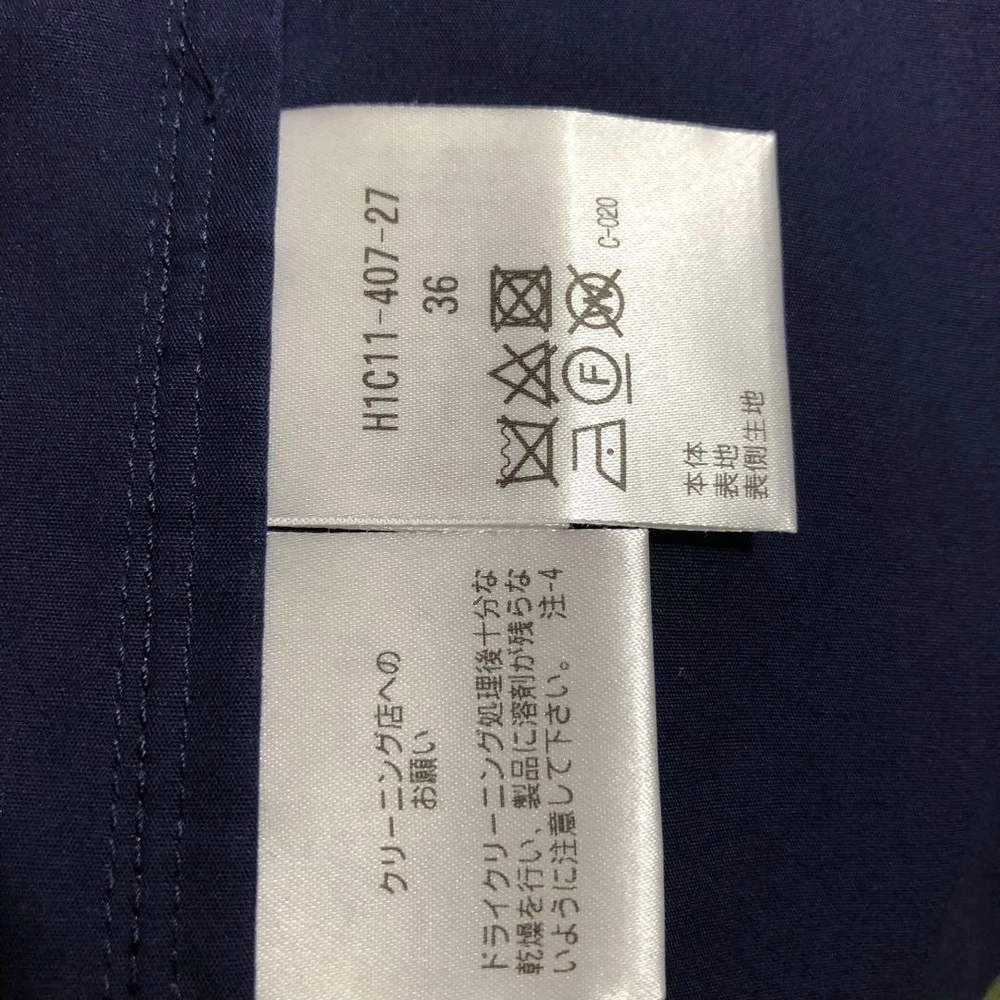 H1C11-407-27
36
W
F
C-020
本体
表地
表側生地
クリーニング店への
お願い
ドライクリーニング処理後十分な
乾燥を行い、製品に溶剤が残らな
いように注意して下さい。 注-4